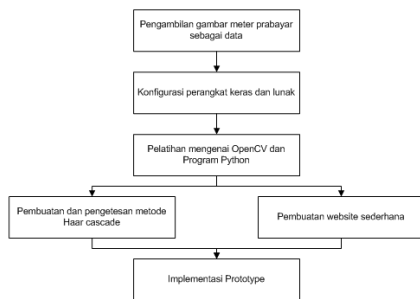 Pengambilan gambar meter prabayar
sebagai data
Konfigurasi perangkat keras dan lunak
Pelatihan mengenai OpenCV dan
Program Python
Pembuatan dan pengetesan metode
Haar cascade
Pembuatan website sederhana
Implementasi Prototype